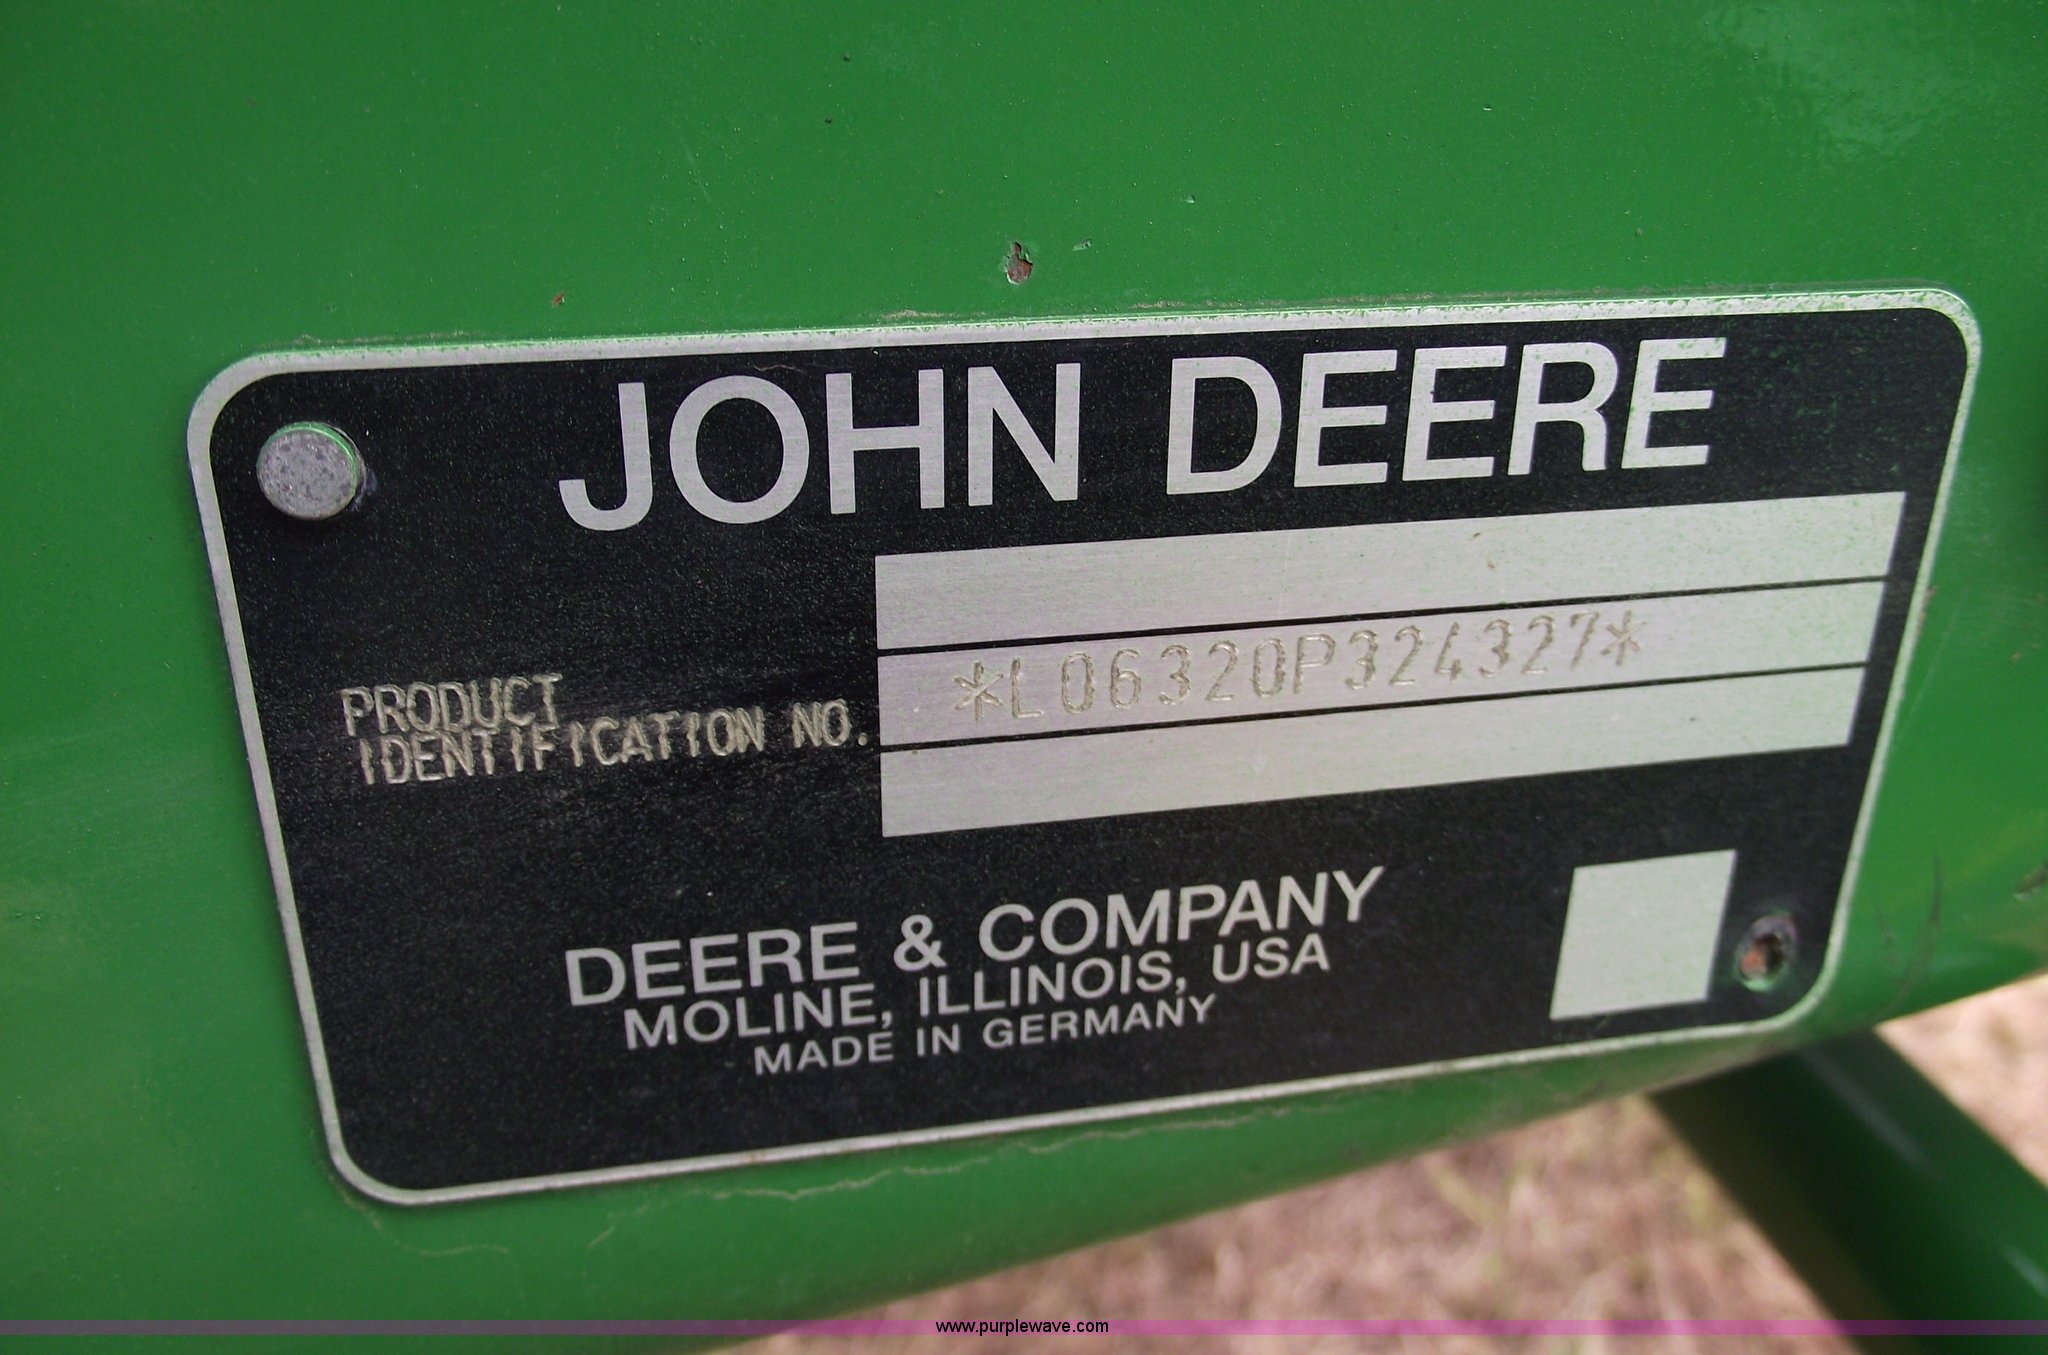 JOHN DEERE
PRODUCT
IDENTIFICATION NO.
*L06320P324327*
DEERE & COMPANY
MOLINE, ILLINOIS, USA
MADE IN GERMANY
www.purplewave.com